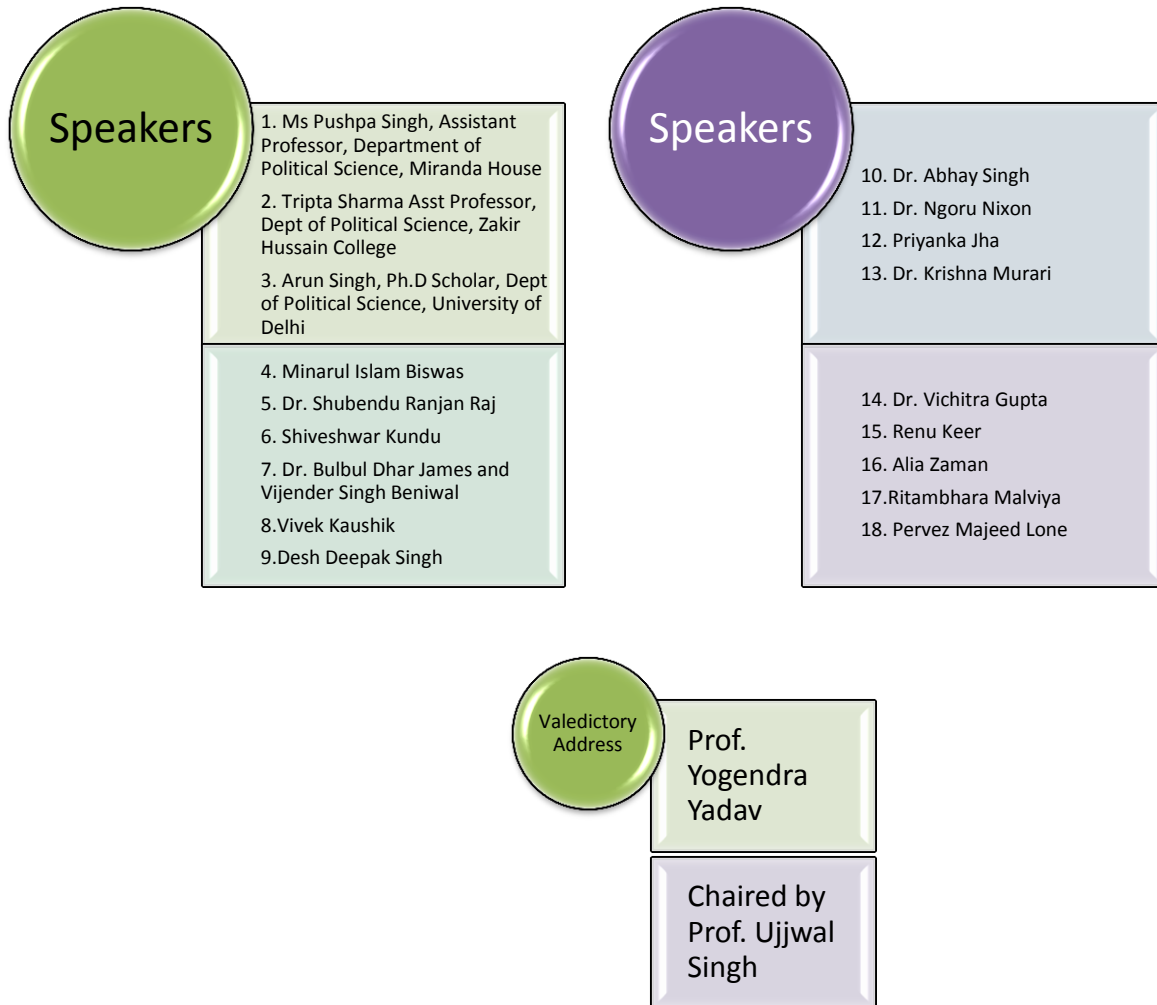 Speakers
1. Ms Pushpa Singh, Assistant
Professor, Department of
Political Science, Miranda House
2. Tripta Sharma Asst Professor,
Dept of Political Science, Zakir
Hussain College
3. Arun Singh, Ph.D Scholar, Dept
of Political Science, University of
Delhi
4. Minarul Islam Biswas
5. Dr. Shubendu Ranjan Raj
6. Shiveshwar Kundu
7. Dr. Bulbul Dhar James and
Vijender Singh Beniwal
8.Vivek Kaushik
9.Desh Deepak Singh
Speakers
10. Dr. Abhay Singh
11. Dr. Ngoru Nixon
12. Priyanka Jha
13. Dr. Krishna Murari
14. Dr. Vichitra Gupta
15. Renu Keer
16. Alia Zaman
17.Ritambhara Malviya
18. Pervez Majeed Lone
Valedictory
Address
Prof.
Yogendra
Yadav
Chaired by
Prof. Ujjwal
Singh